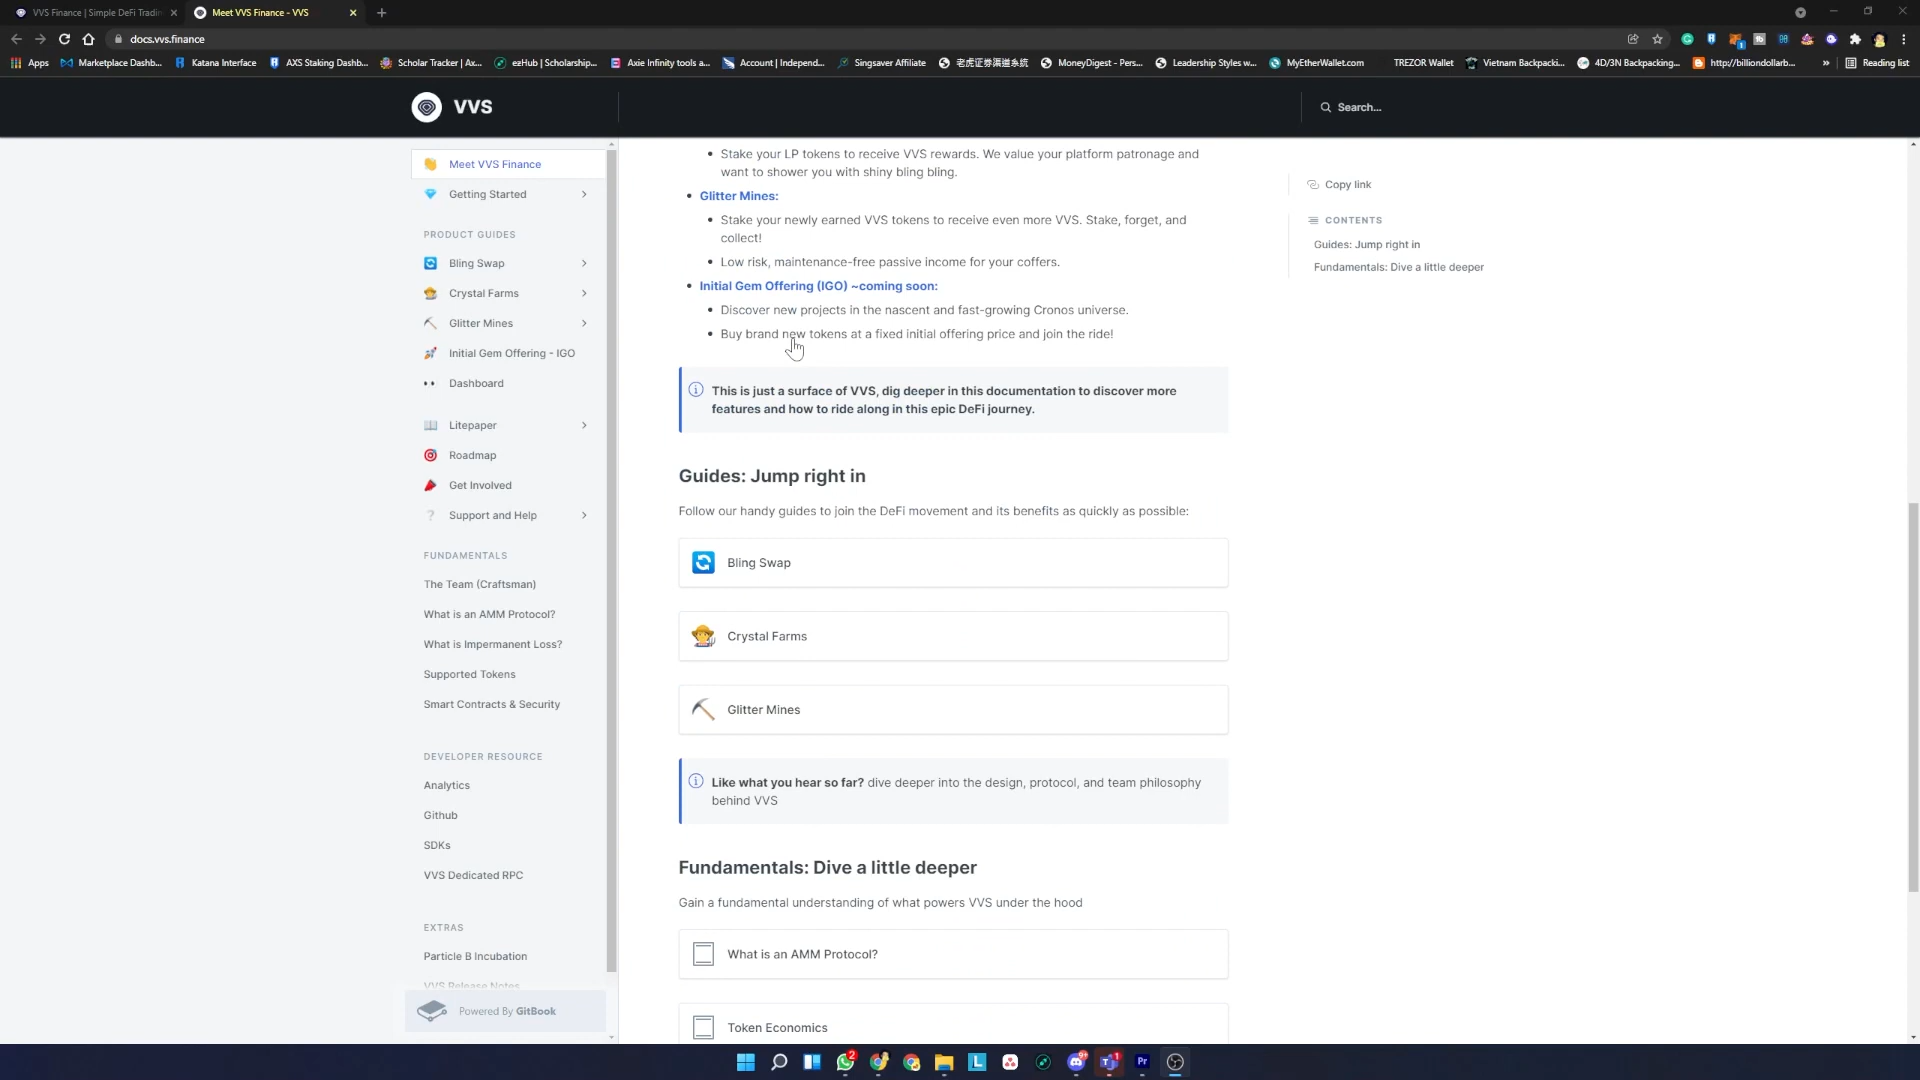 VVS Finance | Simple DeFi Tradin
Meet VVS Finance - VVS
docs.vvs.finance
Apps
Marketplace Dashb...
Katana Interface
AXS Staking Dashb...
Scholar Tracker | Ax...
ezHub | Scholarship...
Axie Infinity tools a...
Account | Independ...
Singsaver Affiliate
老虎证券渠道系統
MoneyDigest - Pers...
Leadership Styles w...
MyEtherWallet.com
TREZOR Wallet
Vietnam Backpacki...
4D/3N Backpacking...
http://billiondollarb...
»
Reading list
VVS
Search...
Meet VVS Finance
Getting Started
PRODUCT GUIDES
Bling Swap
Crystal Farms
Glitter Mines
Initial Gem Offering - IGO
Dashboard
Litepaper
Roadmap
Get Involved
Support and Help
FUNDAMENTALS
The Team (Craftsman)
What is an AMM Protocol?
What is Impermanent Loss?
Supported Tokens
Smart Contracts & Security
DEVELOPER RESOURCE
Analytics
Github
SDKs
VVS Dedicated RPC
EXTRAS
Particle B Incubation
VVS Release Notes
Powered By GitBook
Stake your LP tokens to receive VVS rewards. We value your platform patronage and
want to shower you with shiny bling bling.
Glitter Mines:
Stake your newly earned VVS tokens to receive even more VVS. Stake, forget, and
collect!
Low risk, maintenance-free passive income for your coffers.
Initial Gem Offering (IGO) ~coming soon:
Discover new projects in the nascent and fast-growing Cronos universe.
Buy brand new tokens at a fixed initial offering price and join the ride!
This is just a surface of VVS, dig deeper in this documentation to discover more
features and how to ride along in this epic DeFi journey.
Guides: Jump right in
Follow our handy guides to join the DeFi movement and its benefits as quickly as possible:
Bling Swap
Crystal Farms
Glitter Mines
Like what you hear so far? dive deeper into the design, protocol, and team philosophy
behind VVS
Fundamentals: Dive a little deeper
Gain a fundamental understanding of what powers VVS under the hood
What is an AMM Protocol?
Token Economics
Copy link
CONTENTS
Guides: Jump right in
Fundamentals: Dive a little deeper